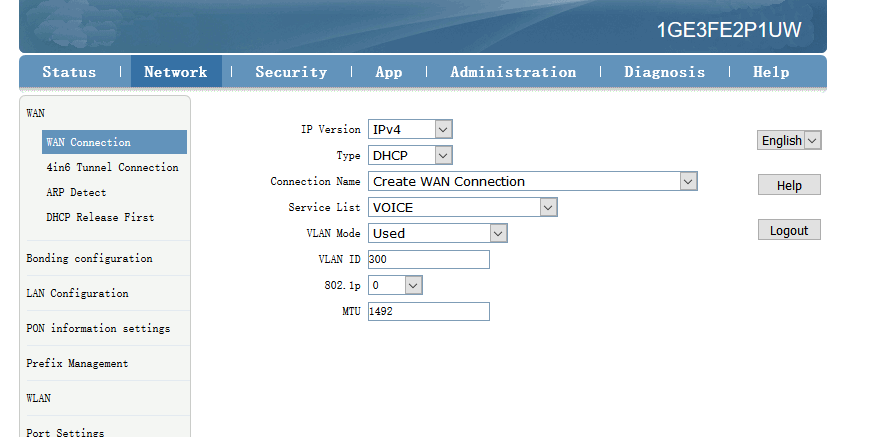 1GE3FE2P1UW
Status | Network | Security | App | Administration | Diagnosis | Help
WAN
WAN Connection
4in6 Tunnel Connection
ARP Detect
DHCP Release First
Bonding configuration
LAN Configuration
PON information settings
Prefix Management
WLAN
Port Settings
IP Version IPv4
Type DHCP
Connection Name Create WAN Connection
Service List VOICE
VLAN Mode Used
VLAN ID 300
802.1p 0
MTU 1492
English
Help
Logout